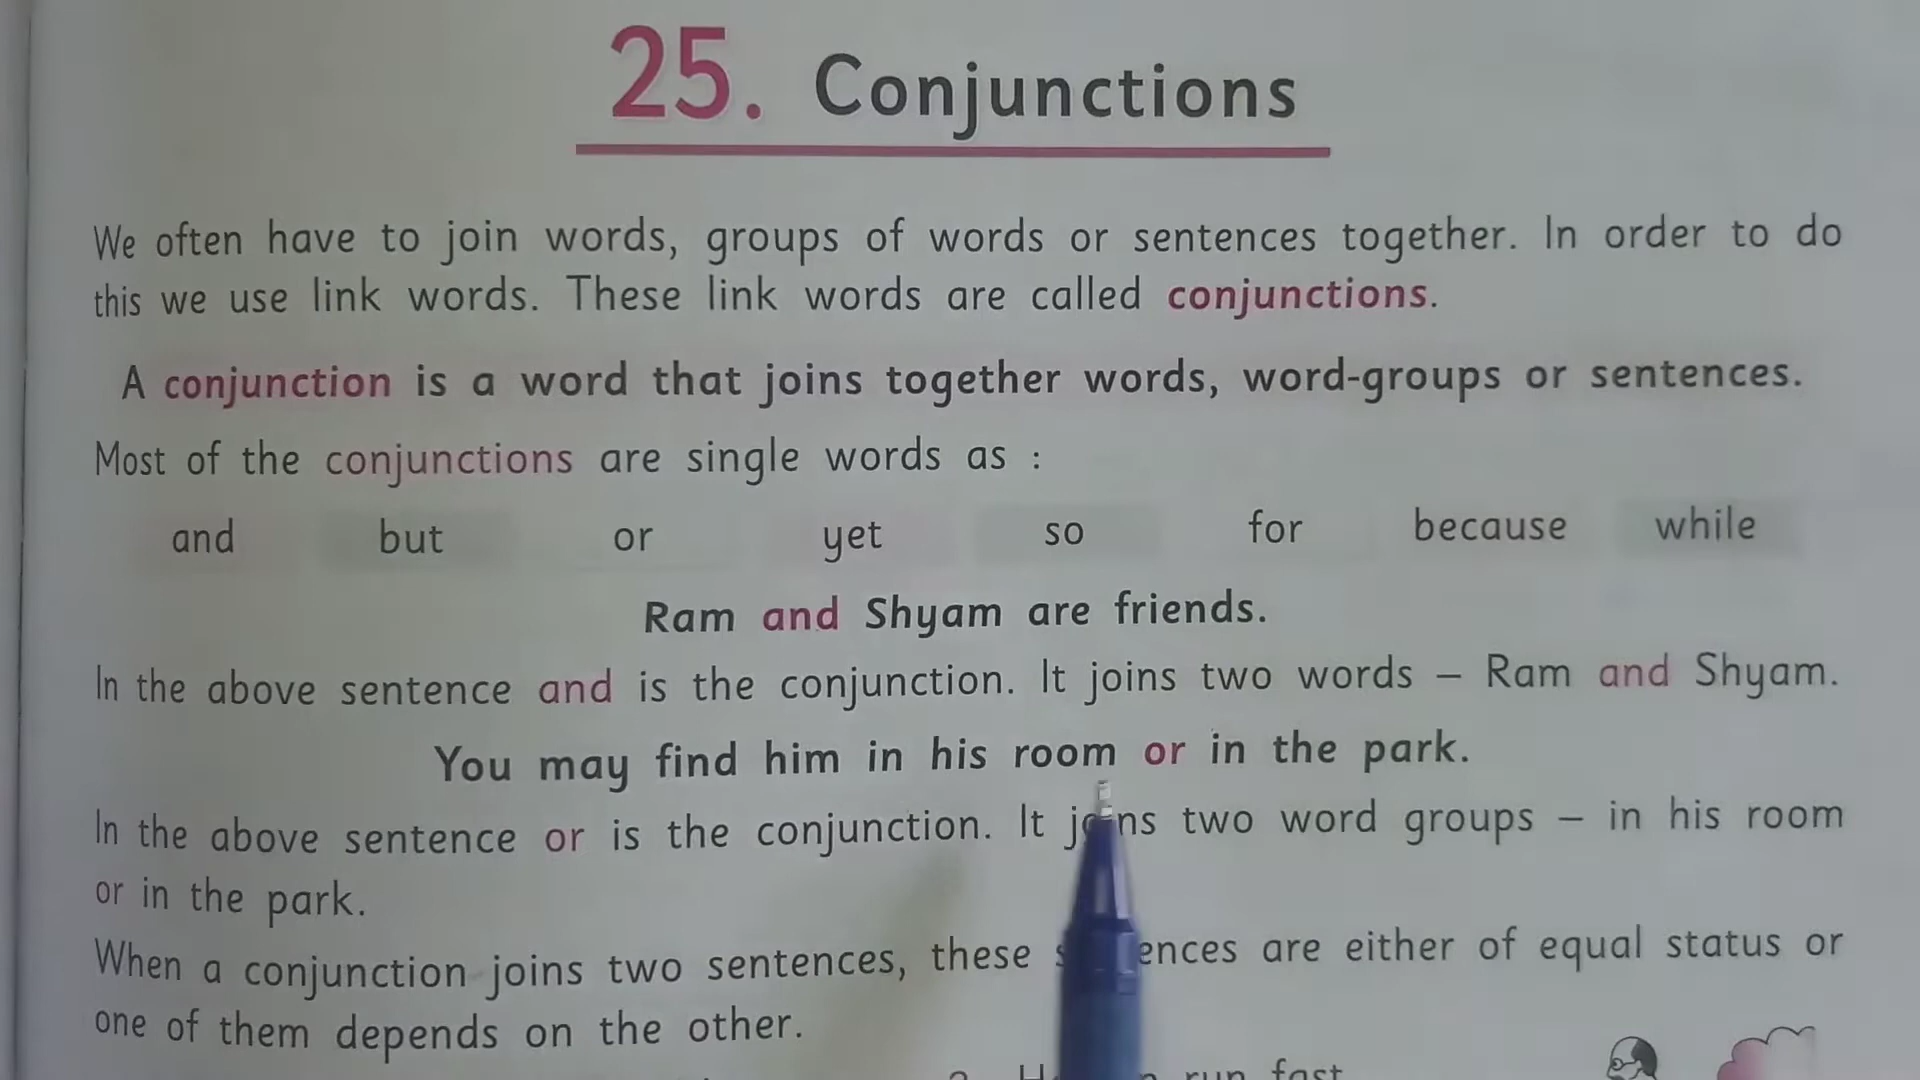 25. Conjunctions
We often have to join words, groups of words or sentences together. In order to do
this we use link words. These link words are called conjunctions.
A conjunction is a word that joins together words, word-groups or sentences.
Most of the conjunctions are single words as :
and but or yet so for because while
Ram and Shyam are friends.
In the above sentence and is the conjunction. It joins two words – Ram and Shyam.
You may find him in his room or in the park.
In the above sentence or is the conjunction. It joins two word groups – in his room
or in the park.
When a conjunction joins two sentences, these sentences are either of equal status or
one of them depends on the other.
run fast